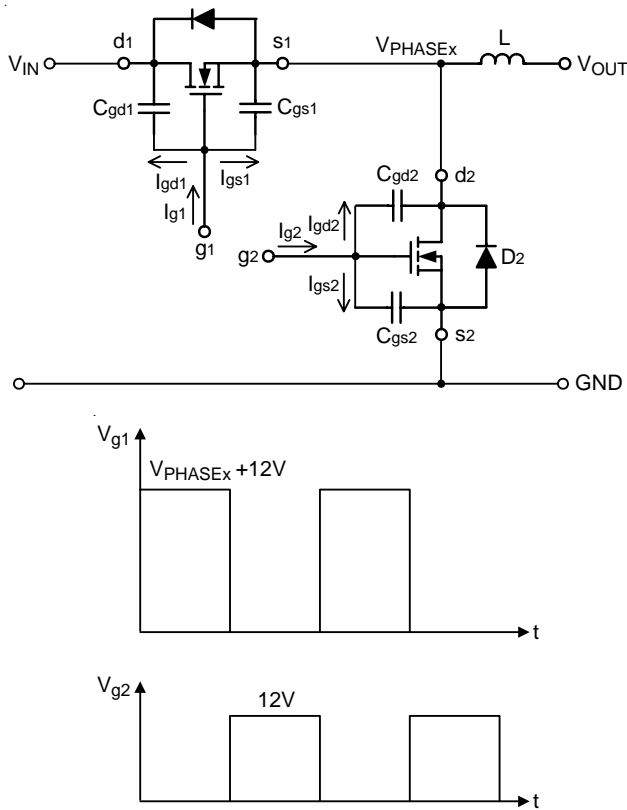 d1
s1
VPHASEx
L
VIN
VOUT
Cgd1
Cgs1
Igd1
Igs1
Ig1
g1
Cgd2
d2
Ig2
Igd2
g2
D2
Igs2
Cgs2
s2
GND
Vg1
VPHASEx +12V
t
Vg2
12V
t